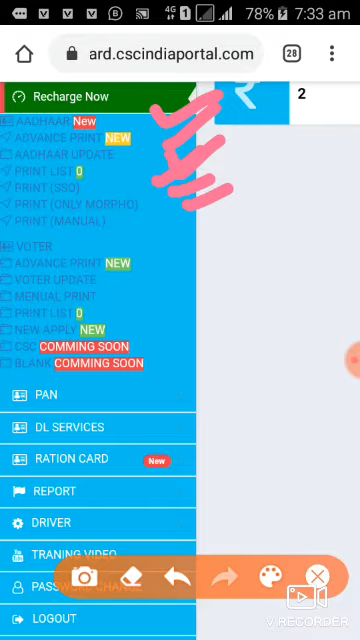 4G 1 B 78% 7:33 am
ard.cscindiaportal.com 28
Recharge Now
2
AADHAAR New
ADVANCE PRINT NEW
AADHAAR UPDATE
PRINT LIST 0
PRINT (SSO)
PRINT (ONLY MORPHO)
PRINT (MANUAL)
VOTER
ADVANCE PRINT NEW
VOTER UPDATE
MENUAL PRINT
PRINT LIST 0
NEW APPLY NEW
CSC COMMING SOON
BLANK COMMING SOON
PAN
DL SERVICES
RATION CARD New
REPORT
DRIVER
TRANING VIDEO
PASSWORD CHANGE
LOGOUT
V RECORDER